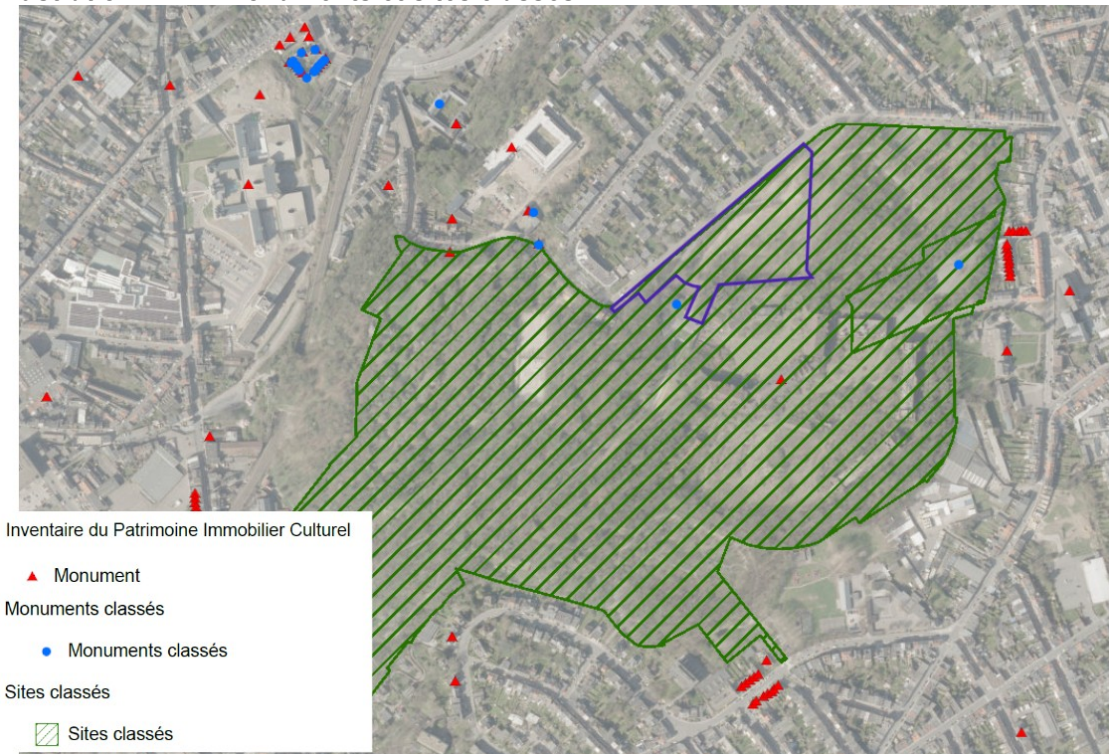 Inventaire du Patrimoine Immobilier Culturel
Monument
Monuments classés
Monuments classés
Sites classés
Sites classés